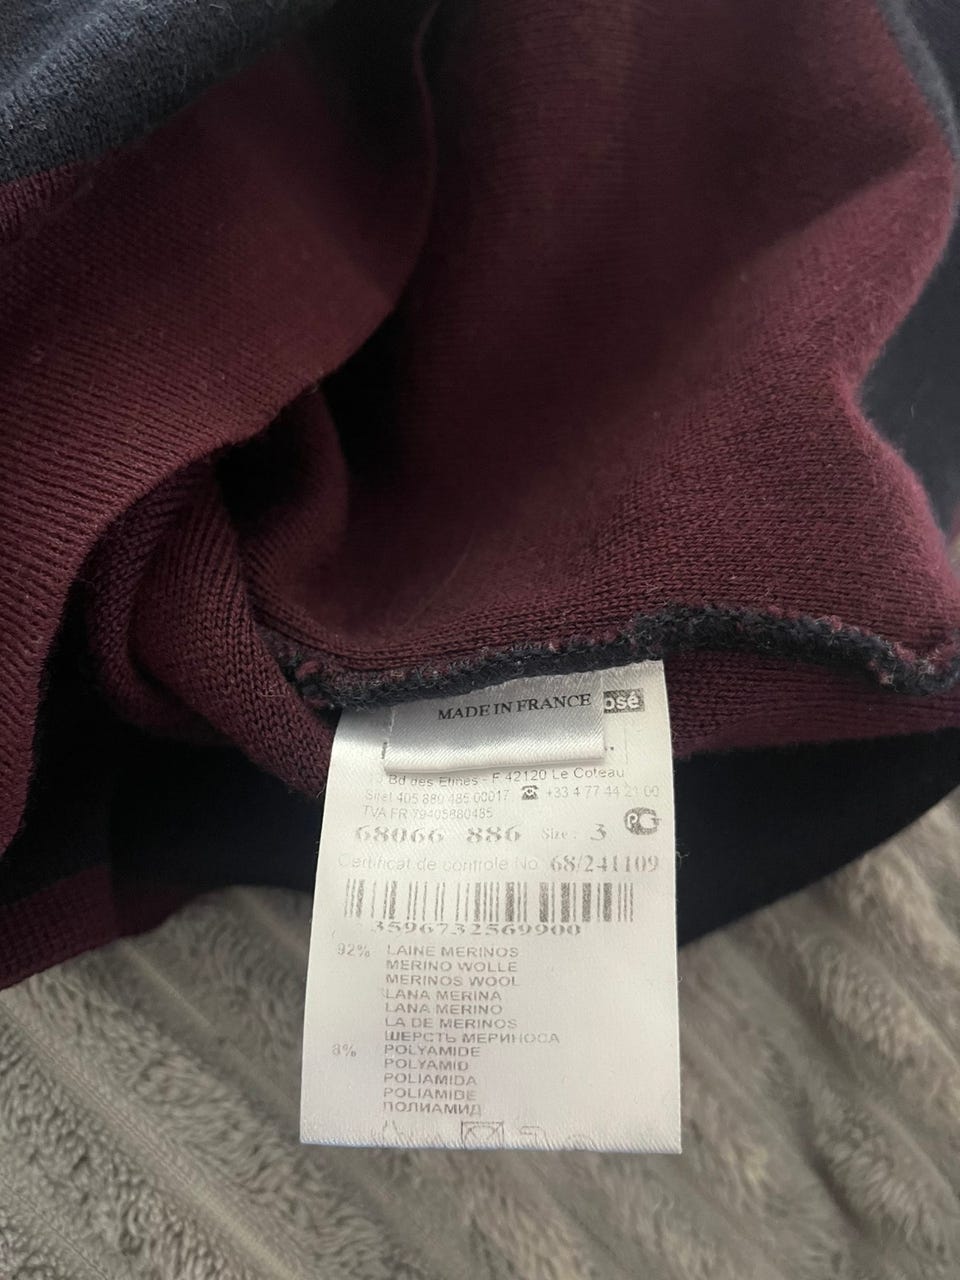 MADE IN FRANCE
osé
Bd des Etines - F 42120 Le Coteau
Siret 405 880 485 00017 ☎ +33 4 77 44 21 00
TVA FR 79405880485
68066 886 Size : 3 PG
Certificat de controle No 68/241109
3596732569900
92% LAINE MERINOS
MERINO WOLLE
MERINOS WOOL
LANA MERINA
LANA MERINO
LA DE MERINOS
ШЕРСТЬ МЕРИНОСА
8% POLYAMIDE
POLYAMID
POLIAMIDA
POLIAMIDE
ПОЛИАМИД